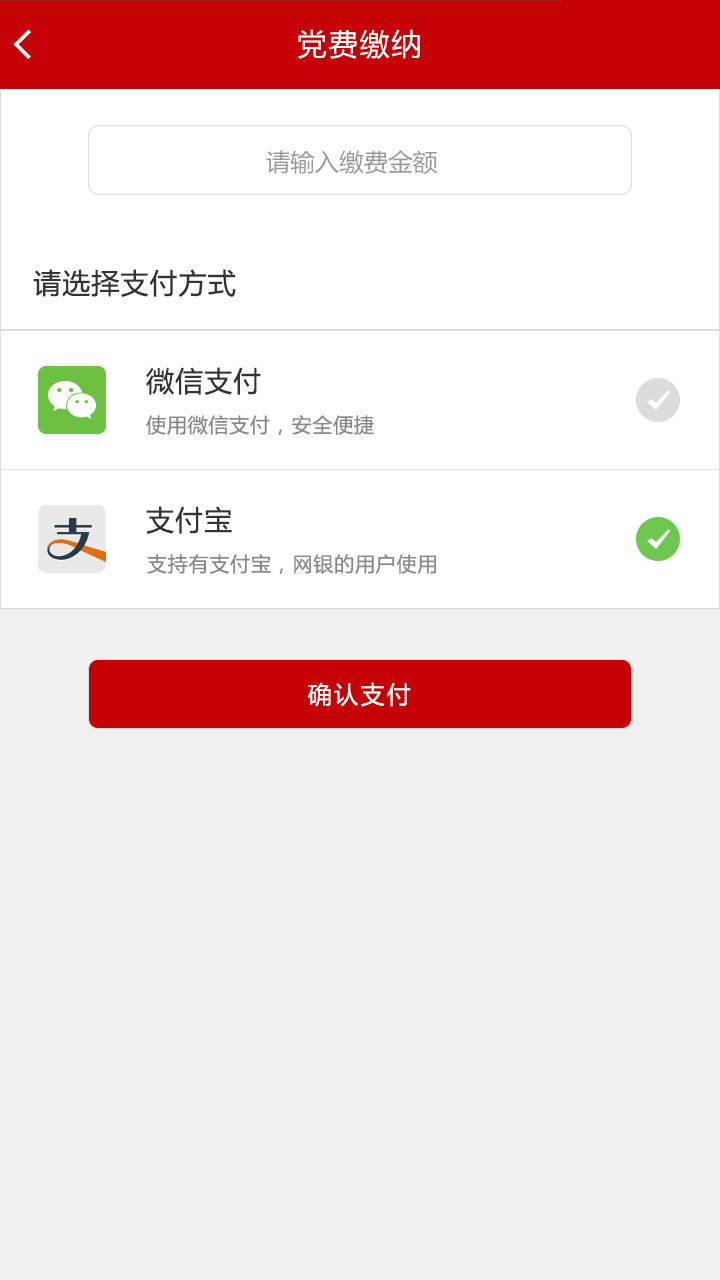 党费缴纳
请输入缴费金额
请选择支付方式
微信支付
使用微信支付，安全便捷
支付宝
支持有支付宝，网银的用户使用
确认支付